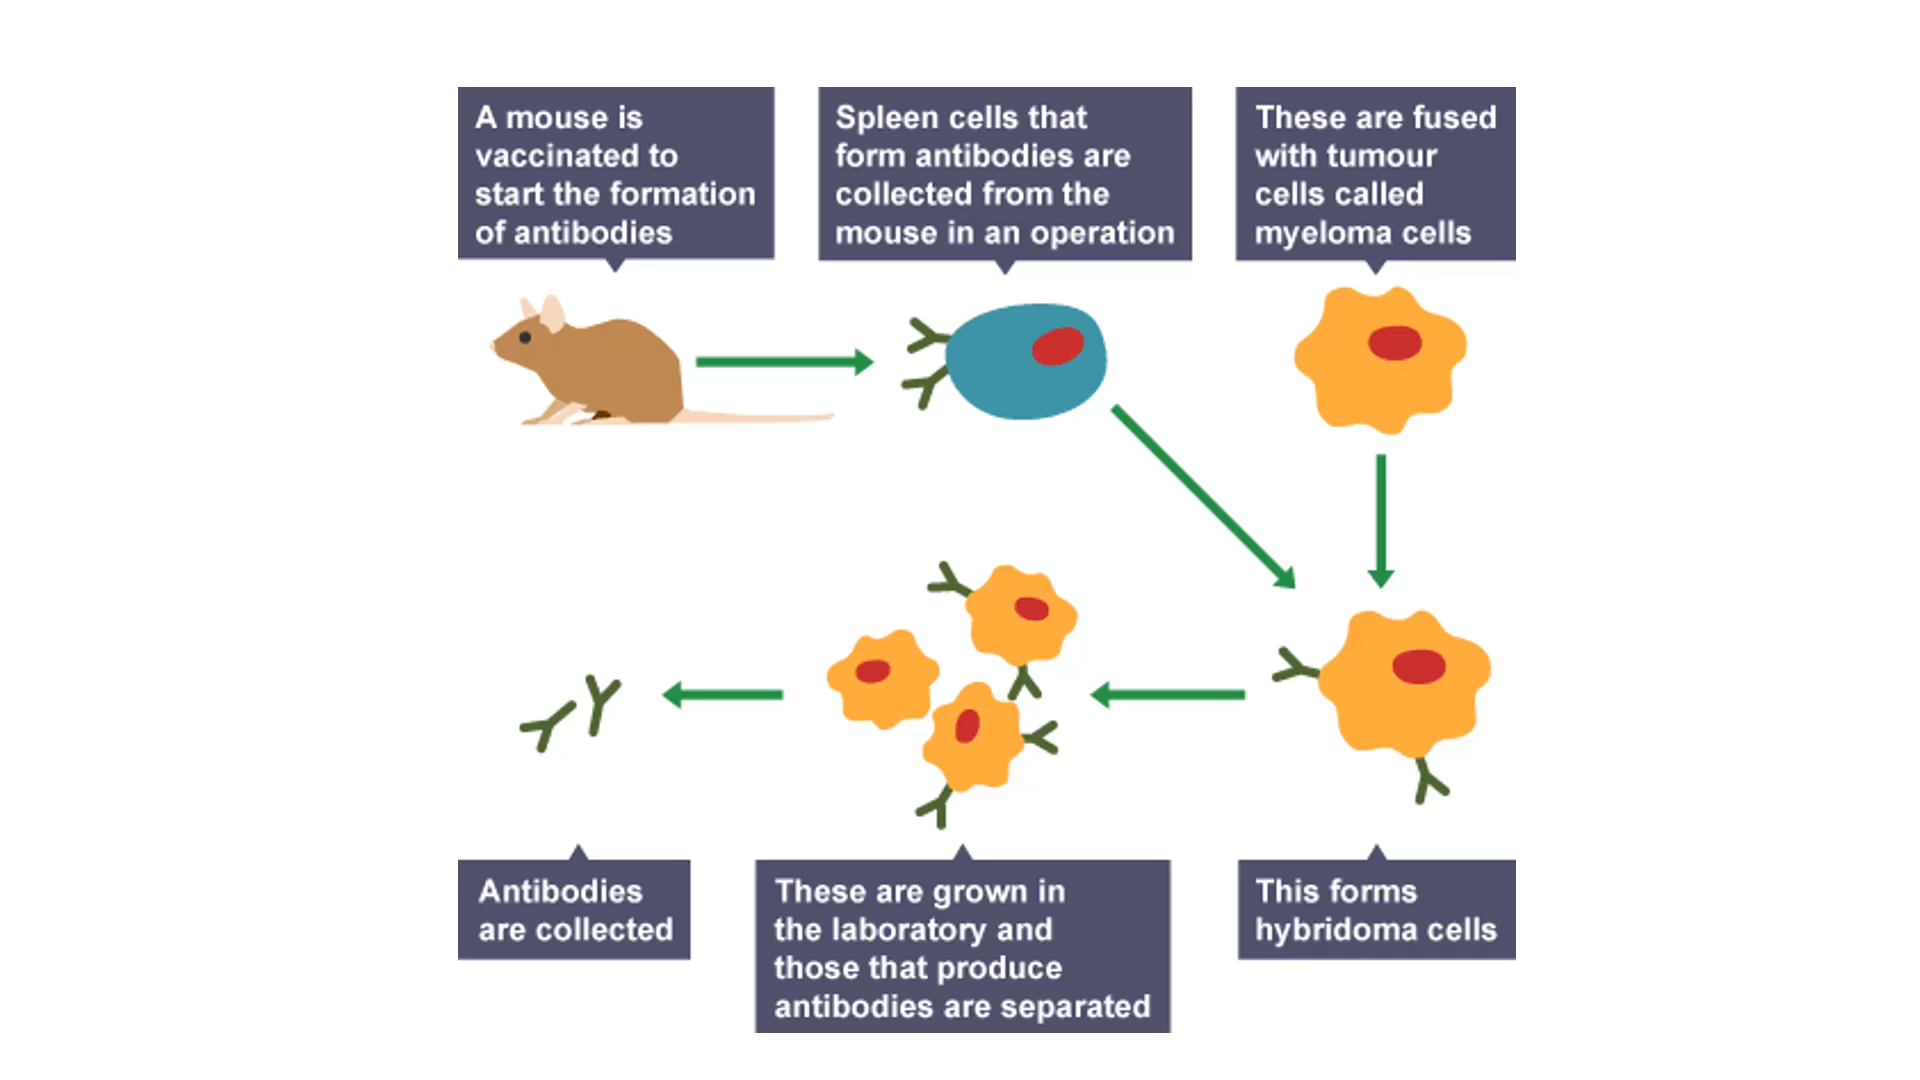 A mouse is
vaccinated to
start the formation
of antibodies
Spleen cells that
form antibodies are
collected from the
mouse in an operation
These are fused
with tumour
cells called
myeloma cells
Antibodies
are collected
These are grown in
the laboratory and
those that produce
antibodies are separated
This forms
hybridoma cells